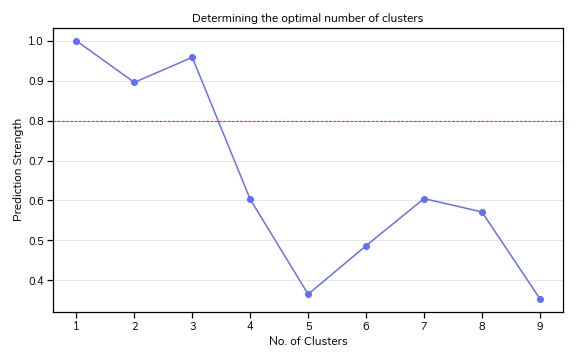 Determining the optimal number of clusters
Prediction Strength
1.0
0.9
0.8
0.7
0.6
0.5
0.4
1 2 3 4 5 6 7 8 9
No. of Clusters